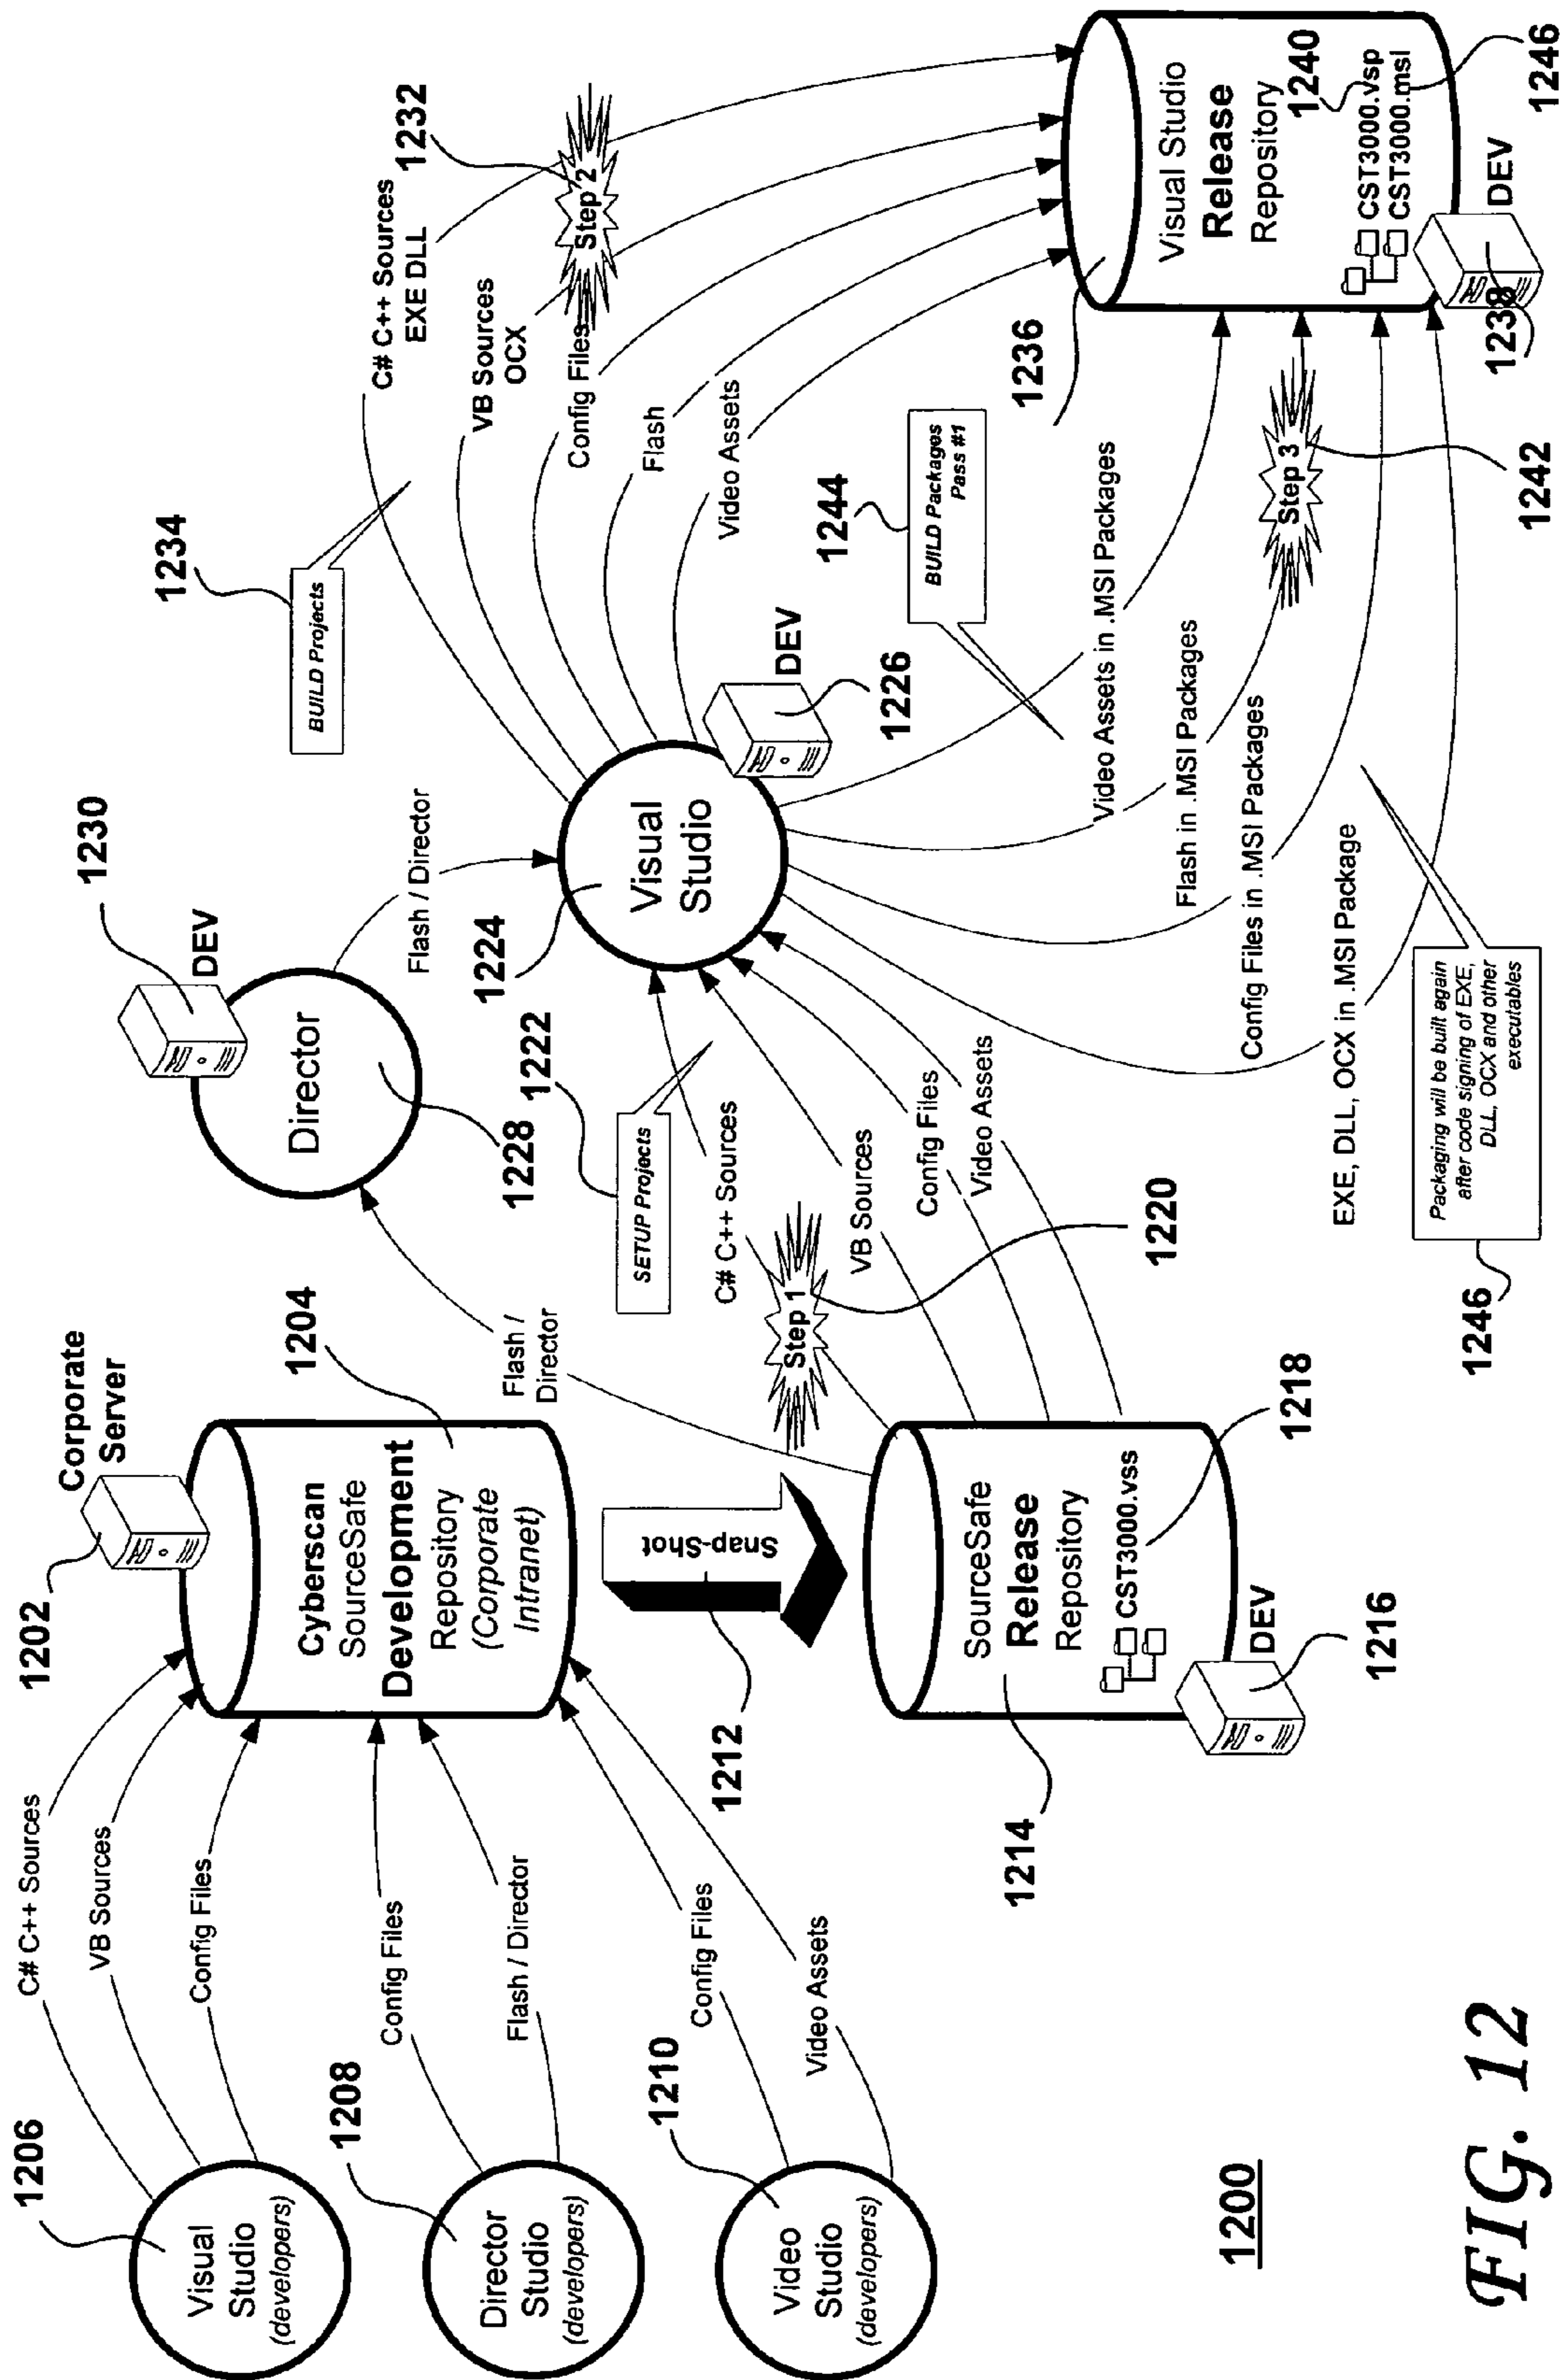 1206
Visual
Studio
(developers)
1208
Director
Studio
(developers)
1210
Video
Studio
(developers)
C# C++ Sources
VB Sources
Config Files
Config Files
Flash / Director
Config Files
Video Assets
1202
Corporate
Server
1204
Cyberscan
SourceSafe
Development
Repository
(Corporate
Intranet)
1212
Snap-Shot
1214
SourceSafe
Release
Repository
CST3000.vss
1218
DEV
1216
Flash /
Director
Step 1
1220
C# C++ Sources
VB Sources
Config Files
Video Assets
SETUP Projects
1222
1230
DEV
Director
1228
Flash / Director
1224
Visual
Studio
DEV
1226
1234
BUILD Projects
C# C++ Sources
EXE DLL
1232
Step 2
VB Sources
OCX
Config Files
Flash
Video Assets
1244
BUILD Packages
Pass #1
Video Assets in .MSI Packages
Flash in .MSI Packages
Config Files in .MSI Packages
EXE, DLL, OCX in .MSI Package
Step 3
1242
Packaging will be built again
after code signing of EXE,
DLL, OCX and other
executables
1246
1236
Visual Studio
Release
Repository
1240
CST3000.vsp
CST3000.msI
1246
DEV
1238
1200
FIG. 12